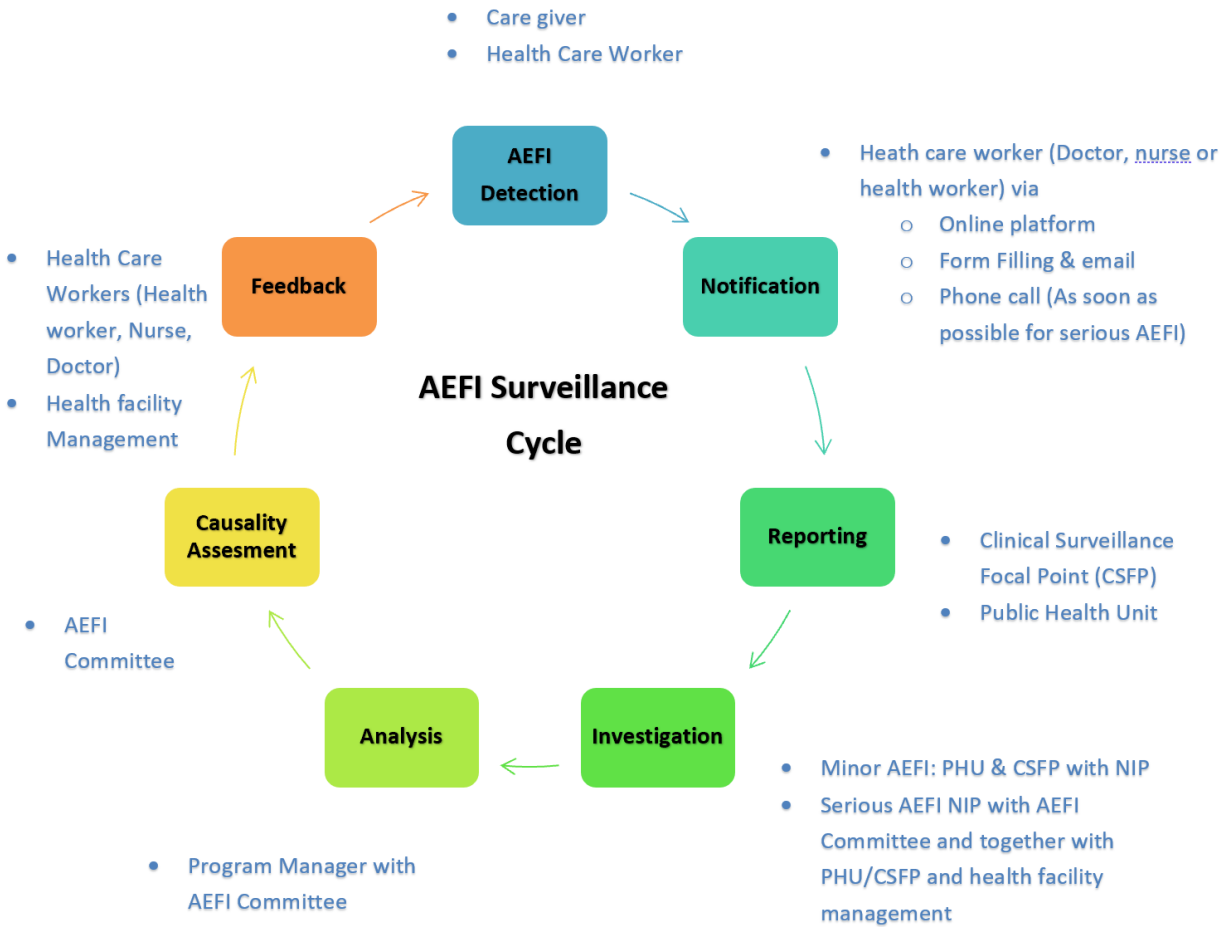 • Care giver
• Health Care Worker
AEFI
Detection
• Heath care worker (Doctor, nurse or
health worker) via
o Online platform
o Form Filling & email
o Phone call (As soon as
possible for serious AEFI)
Notification
Feedback
• Health Care
Workers (Health
worker, Nurse,
Doctor)
• Health facility
Management
AEFI Surveillance
Cycle
Reporting
• Clinical Surveillance
Focal Point (CSFP)
• Public Health Unit
Causality
Assesment
• AEFI
Committee
Investigation
• Minor AEFI: PHU & CSFP with NIP
• Serious AEFI NIP with AEFI
Committee and together with
PHU/CSFP and health facility
management
Analysis
• Program Manager with
AEFI Committee